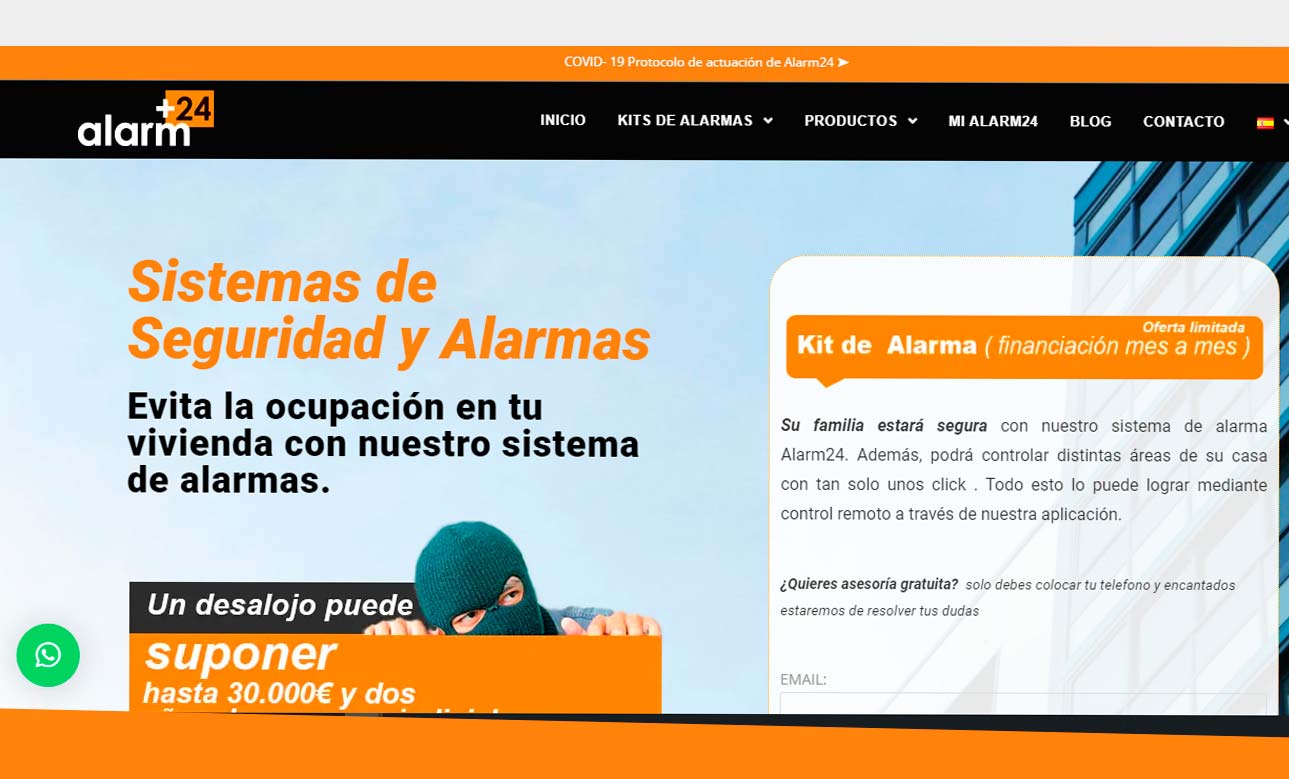 COVID- 19 Protocolo de actuación de Alarm24 ➤
alarm +24
INICIO KITS DE ALARMAS PRODUCTOS MI ALARM24 BLOG CONTACTO
Sistemas de
Seguridad y Alarmas
Evita la ocupación en tu
vivienda con nuestro sistema
de alarmas.
Un desalojo puede
suponer
hasta 30.000€ y dos
Oferta limitada
Kit de Alarma ( financiación mes a mes )
Su familia estará segura con nuestro sistema de alarma
Alarm24. Además, podrá controlar distintas áreas de su casa
con tan solo unos click . Todo esto lo puede lograr mediante
control remoto a través de nuestra aplicación.
¿Quieres asesoría gratuita? solo debes colocar tu telefono y encantados
estaremos de resolver tus dudas
EMAIL: